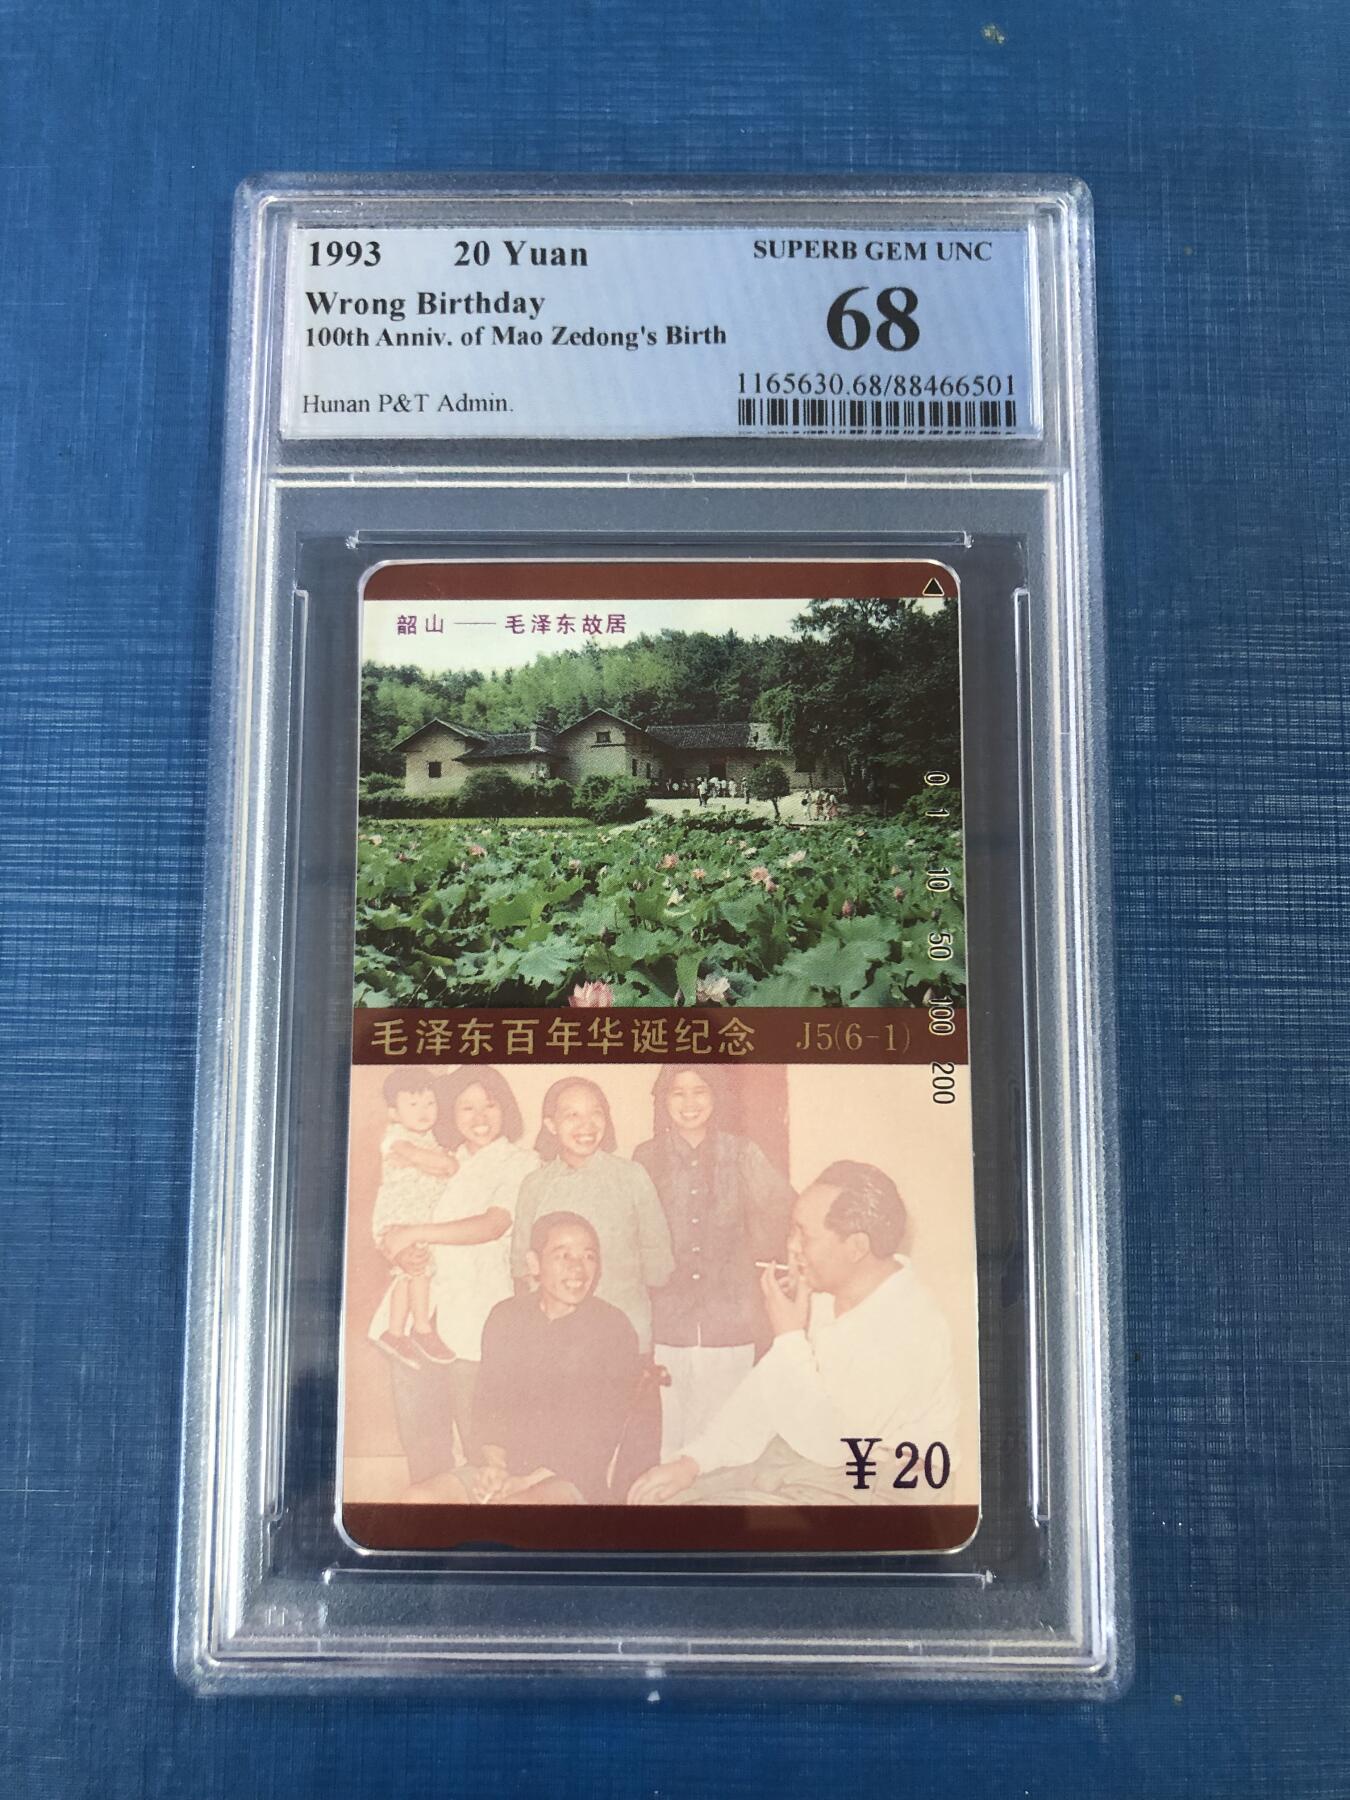 1993 20 Yuan
SUPERB GEM UNC
Wrong Birthday
68
100th Anniv. of Mao Zedong's Birth
1165630.68/88466501
Hunan P&T Admin.
韶山——毛泽东故居
0 1 10 50 100 200
毛泽东百年华诞纪念 J5(6-1)
¥20